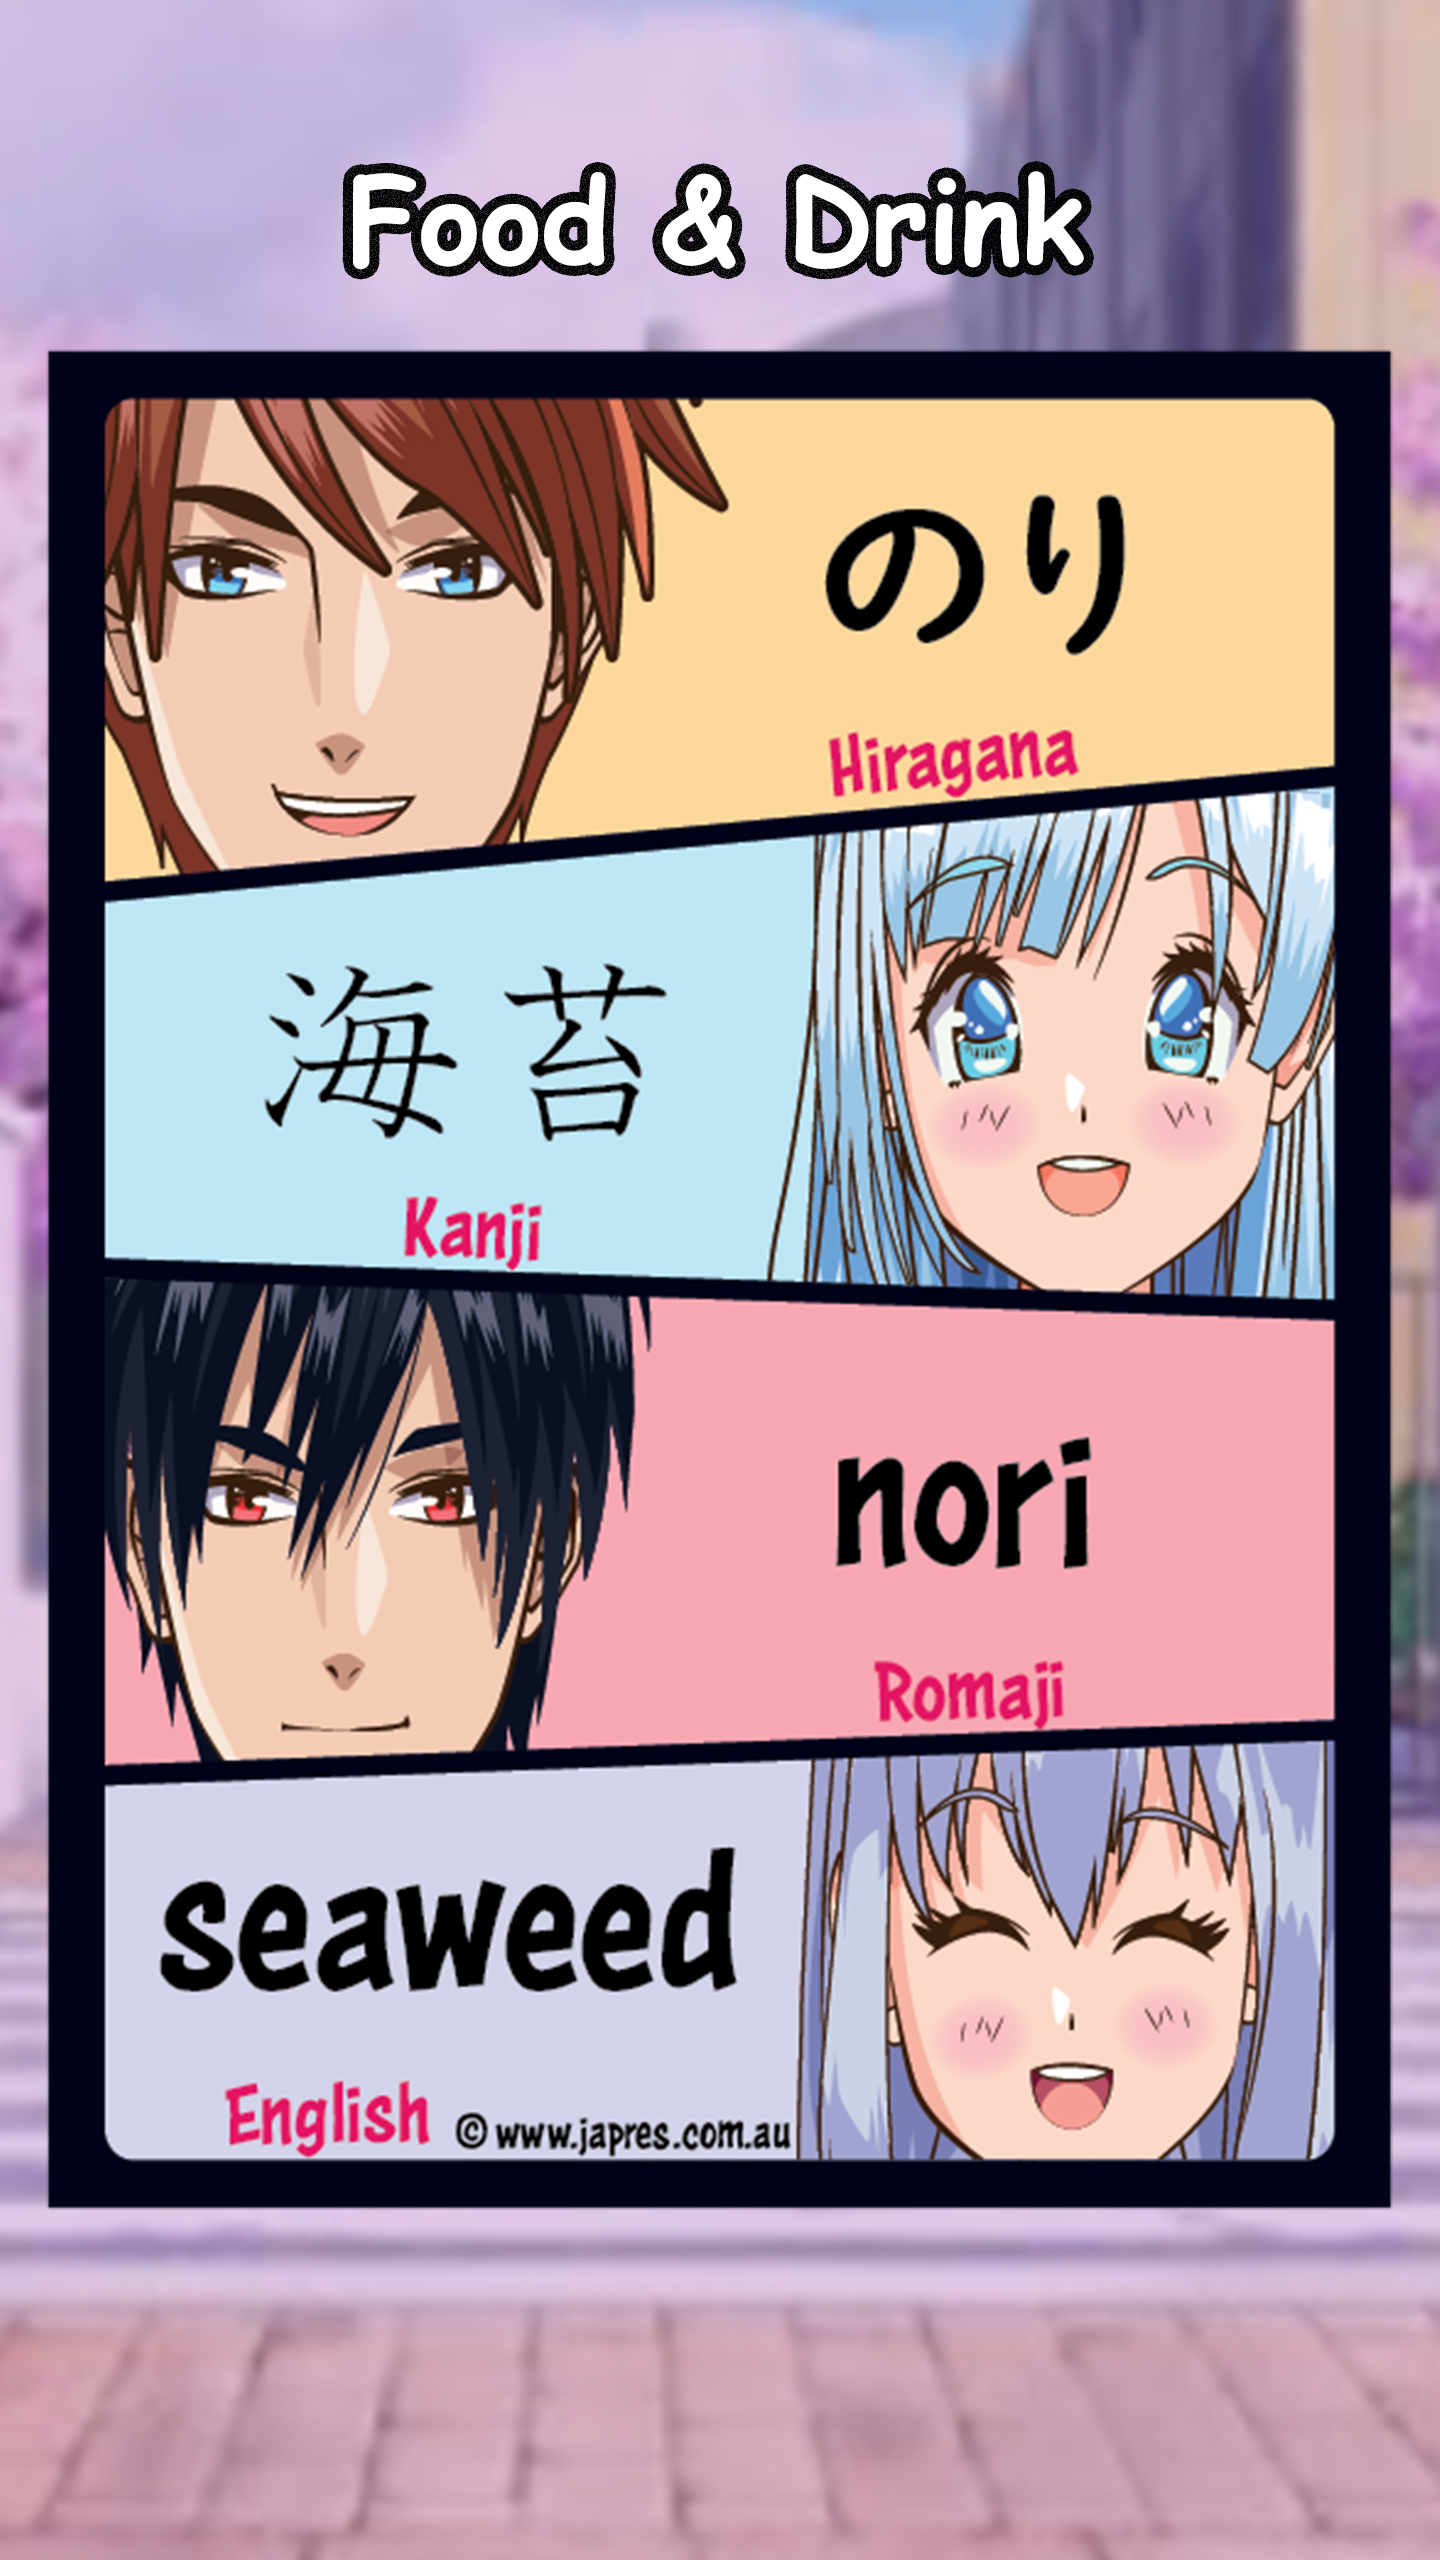 Food & Drink
のり
Hiragana
海苔
Kanji
nori
Romaji
seaweed
English
© www.japres.com.au